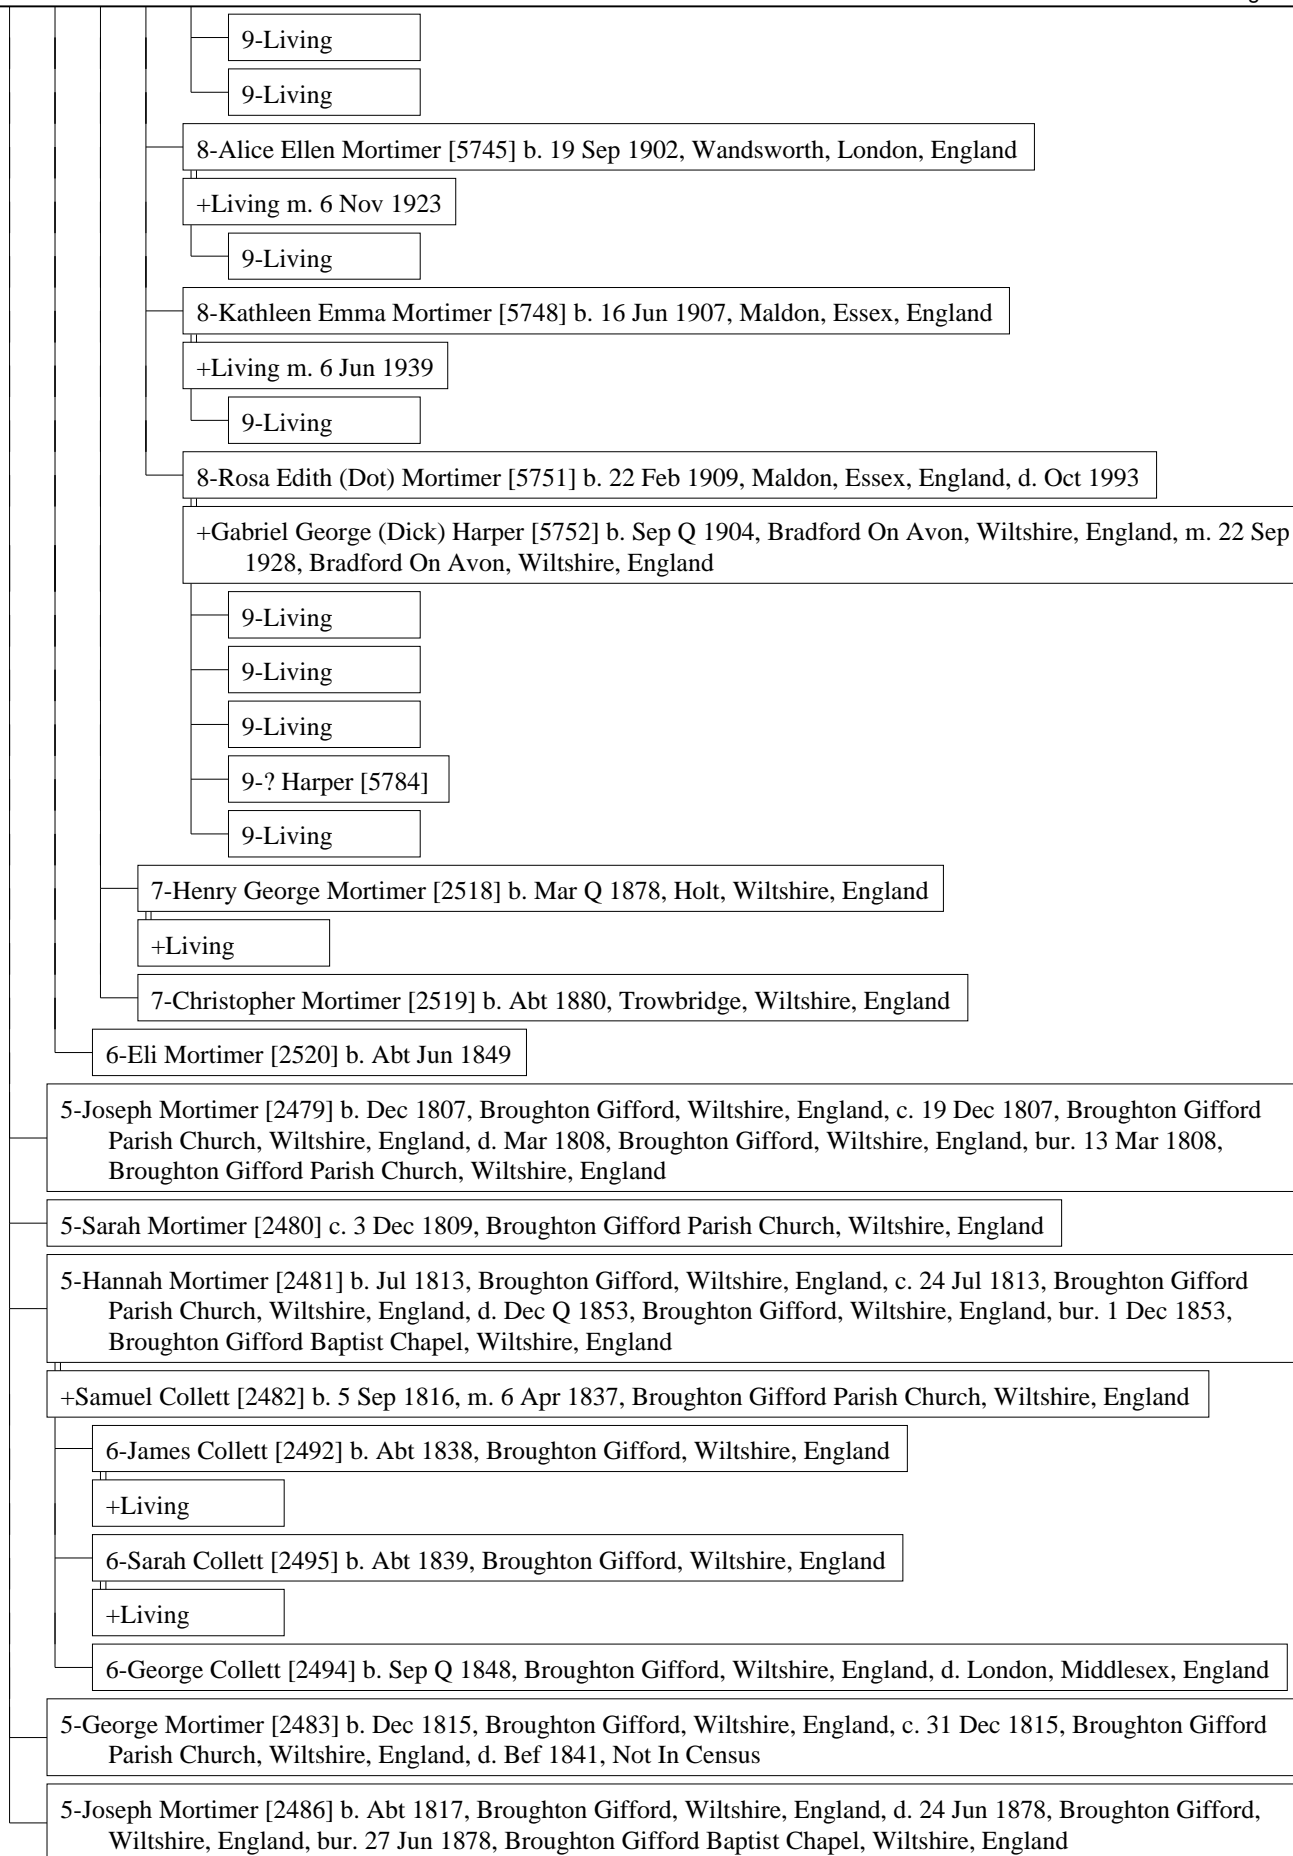 9-Living
9-Living
8-Alice Ellen Mortimer [5745] b. 19 Sep 1902, Wandsworth, London, England
+Living m. 6 Nov 1923
9-Living
8-Kathleen Emma Mortimer [5748] b. 16 Jun 1907, Maldon, Essex, England
+Living m. 6 Jun 1939
9-Living
8-Rosa Edith (Dot) Mortimer [5751] b. 22 Feb 1909, Maldon, Essex, England, d. Oct 1993
+Gabriel George (Dick) Harper [5752] b. Sep Q 1904, Bradford On Avon, Wiltshire, England, m. 22 Sep
1928, Bradford On Avon, Wiltshire, England
9-Living
9-Living
9-Living
9-? Harper [5784]
9-Living
7-Henry George Mortimer [2518] b. Mar Q 1878, Holt, Wiltshire, England
+Living
7-Christopher Mortimer [2519] b. Abt 1880, Trowbridge, Wiltshire, England
6-Eli Mortimer [2520] b. Abt Jun 1849
5-Joseph Mortimer [2479] b. Dec 1807, Broughton Gifford, Wiltshire, England, c. 19 Dec 1807, Broughton Gifford
Parish Church, Wiltshire, England, d. Mar 1808, Broughton Gifford, Wiltshire, England, bur. 13 Mar 1808,
Broughton Gifford Parish Church, Wiltshire, England
5-Sarah Mortimer [2480] c. 3 Dec 1809, Broughton Gifford Parish Church, Wiltshire, England
5-Hannah Mortimer [2481] b. Jul 1813, Broughton Gifford, Wiltshire, England, c. 24 Jul 1813, Broughton Gifford
Parish Church, Wiltshire, England, d. Dec Q 1853, Broughton Gifford, Wiltshire, England, bur. 1 Dec 1853,
Broughton Gifford Baptist Chapel, Wiltshire, England
+Samuel Collett [2482] b. 5 Sep 1816, m. 6 Apr 1837, Broughton Gifford Parish Church, Wiltshire, England
6-James Collett [2492] b. Abt 1838, Broughton Gifford, Wiltshire, England
+Living
6-Sarah Collett [2495] b. Abt 1839, Broughton Gifford, Wiltshire, England
+Living
6-George Collett [2494] b. Sep Q 1848, Broughton Gifford, Wiltshire, England, d. London, Middlesex, England
5-George Mortimer [2483] b. Dec 1815, Broughton Gifford, Wiltshire, England, c. 31 Dec 1815, Broughton Gifford
Parish Church, Wiltshire, England, d. Bef 1841, Not In Census
5-Joseph Mortimer [2486] b. Abt 1817, Broughton Gifford, Wiltshire, England, d. 24 Jun 1878, Broughton Gifford,
Wiltshire, England, bur. 27 Jun 1878, Broughton Gifford Baptist Chapel, Wiltshire, England